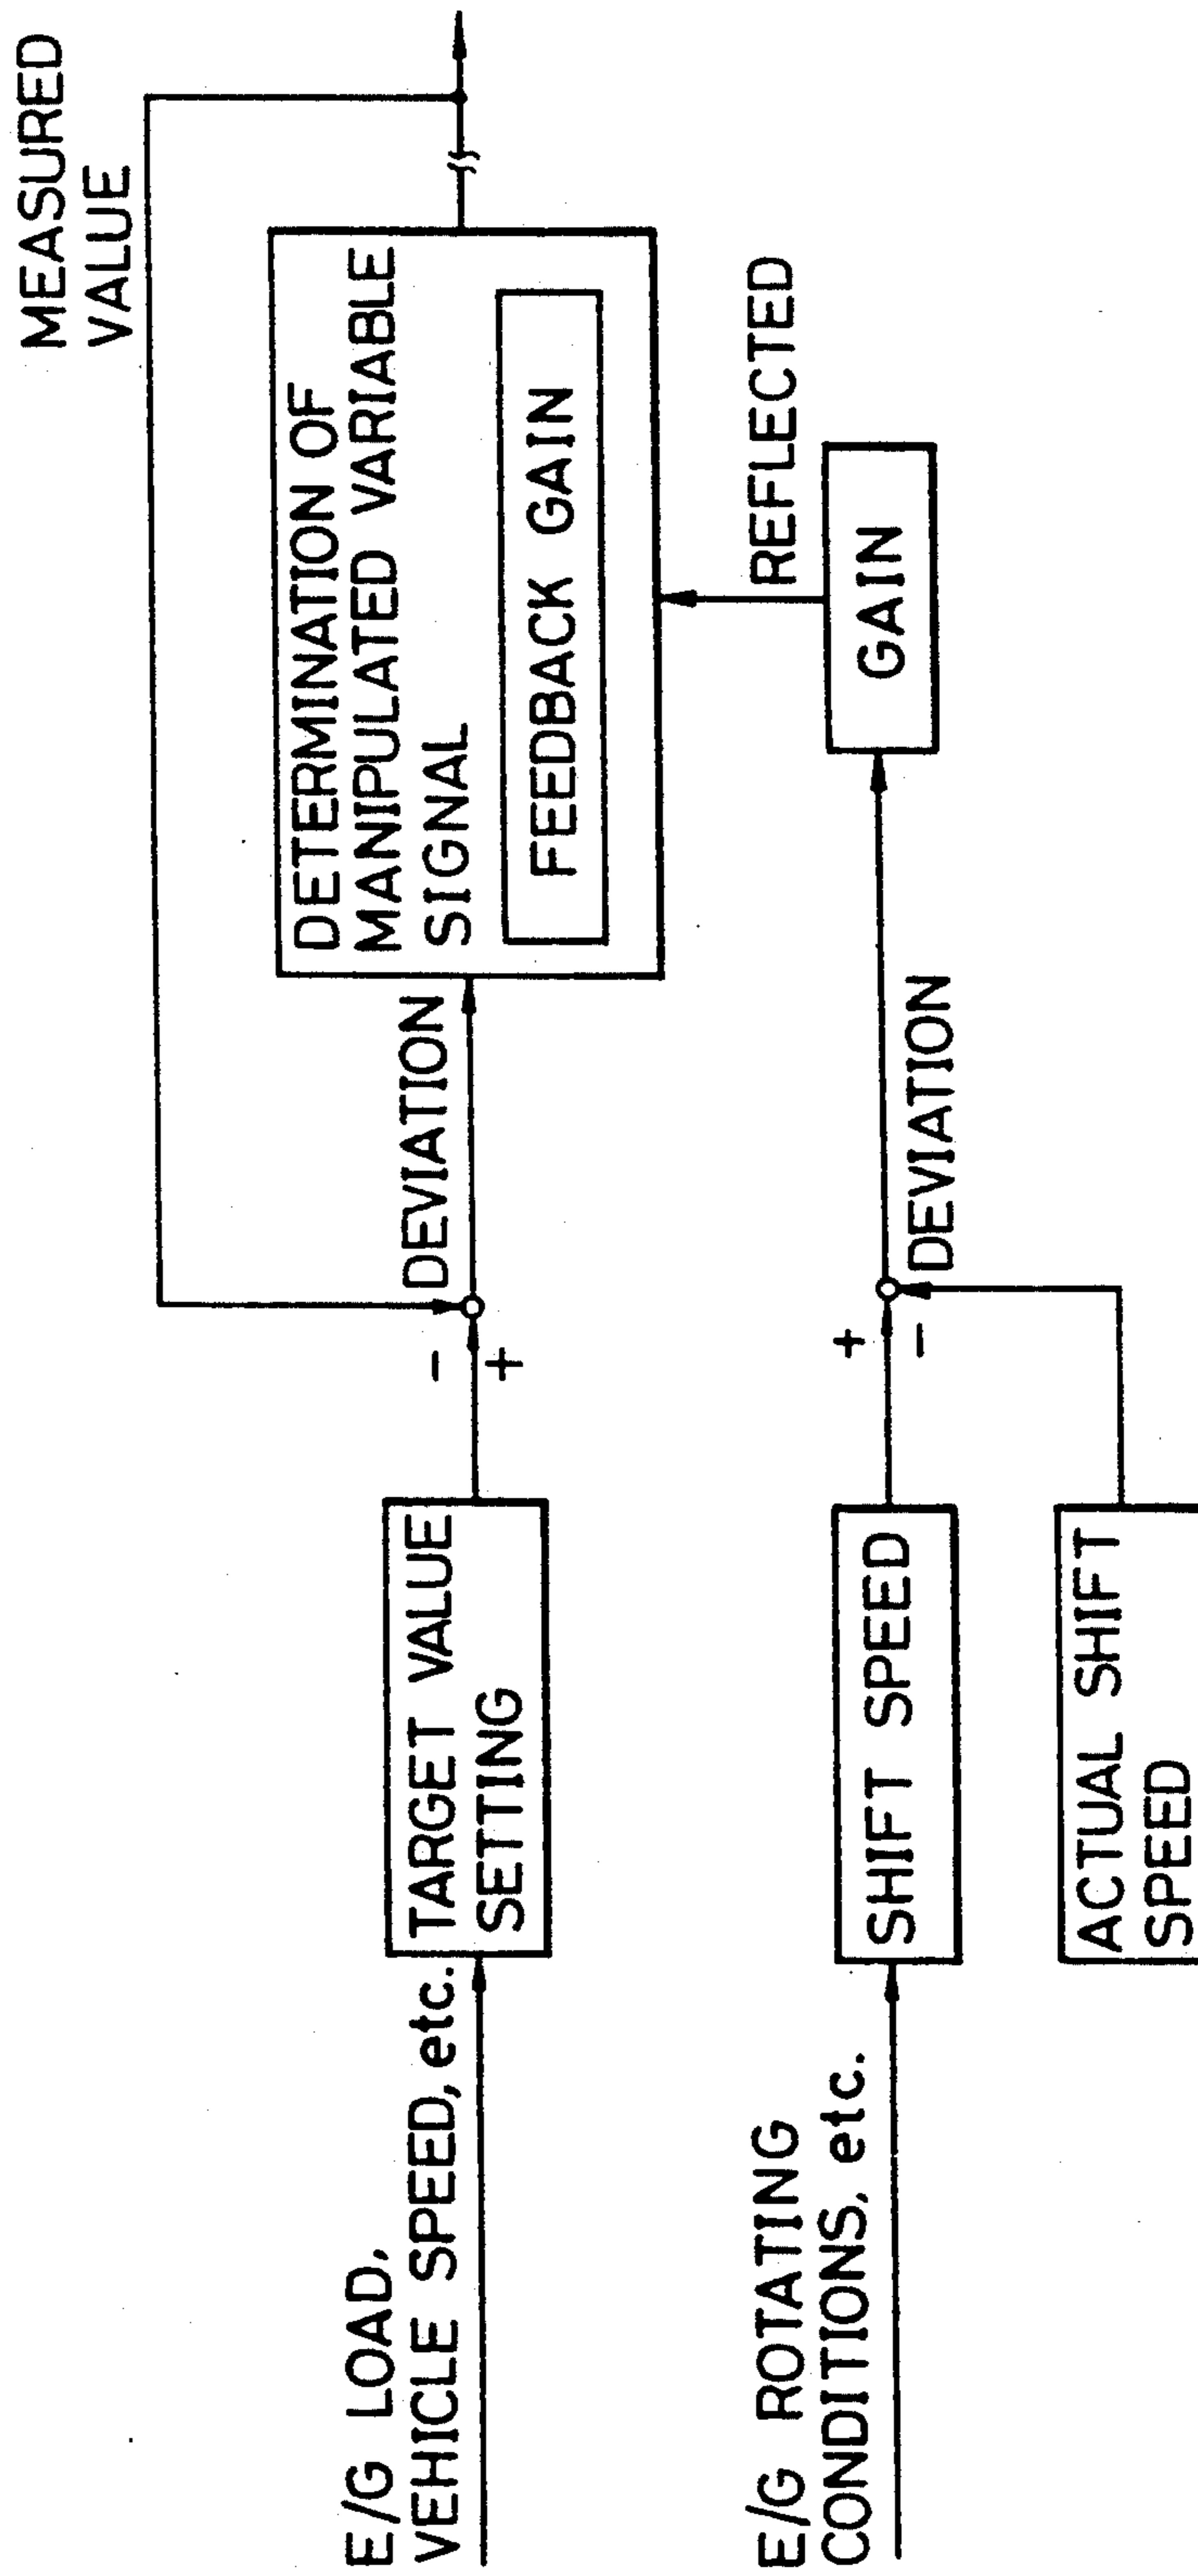 MEASURED
VALUE
E/G LOAD,
VEHICLE SPEED, etc.
TARGET VALUE
SETTING
-
+
DEVIATION
DETERMINATION OF
MANIPULATED VARIABLE
SIGNAL
FEEDBACK GAIN
REFLECTED
E/G ROTATING
CONDITIONS, etc.
SHIFT SPEED
+
-
DEVIATION
GAIN
ACTUAL SHIFT
SPEED